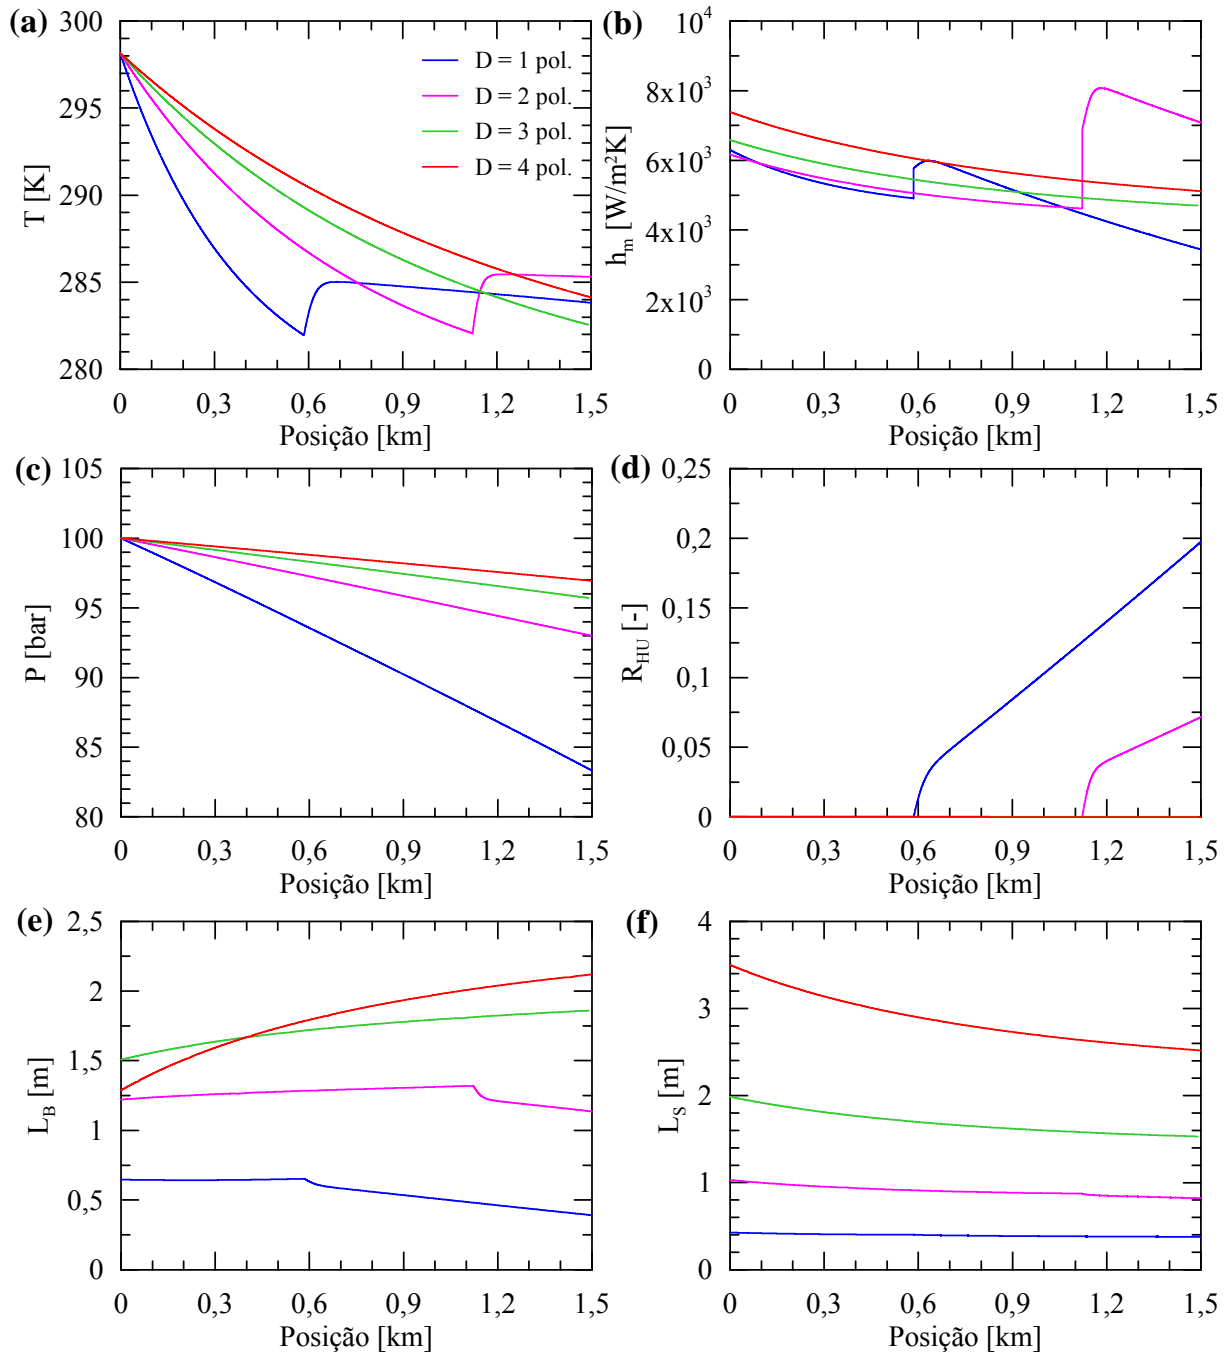 (a)
300
295
290
285
280
T [K]
D = 1 pol.
D = 2 pol.
D = 3 pol.
D = 4 pol.
0 0,3 0,6 0,9 1,2 1,5
Posição [km]
(b)
10⁴
8x10³
6x10³
4x10³
2x10³
0
hₘ [W/m²K]
0 0,3 0,6 0,9 1,2 1,5
Posição [km]
(c)
105
100
95
90
85
80
P [bar]
0 0,3 0,6 0,9 1,2 1,5
Posição [km]
(d)
0,25
0,2
0,15
0,1
0,05
0
R_HU [-]
0 0,3 0,6 0,9 1,2 1,5
Posição [km]
(e)
2,5
2
1,5
1
0,5
0
L_B [m]
0 0,3 0,6 0,9 1,2 1,5
Posição [km]
(f)
4
3
2
1
0
L_S [m]
0 0,3 0,6 0,9 1,2 1,5
Posição [km]